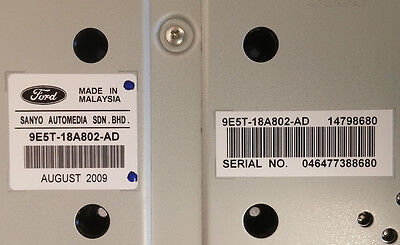 Ford
MADE IN
MALAYSIA
SANYO AUTOMEDIA SDN. BHD.
9E5T-18A802-AD
AUGUST 2009
9E5T-18A802-AD 14798680
SERIAL NO. 046477388680